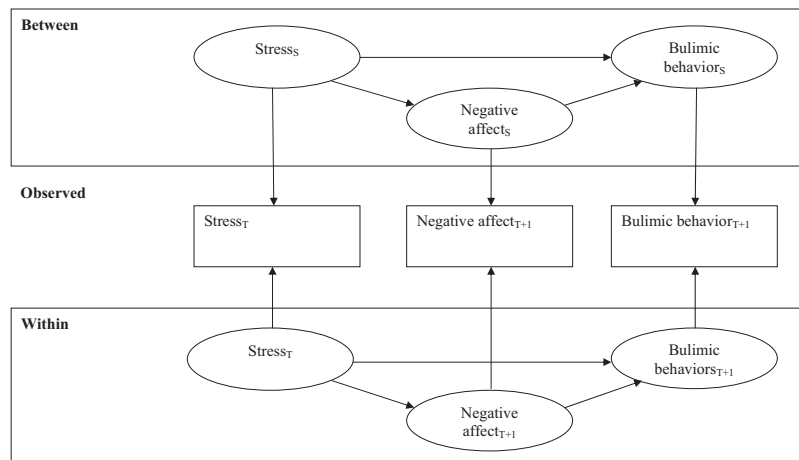 Between
Stress_S
Bulimic
behavior_S
Negative
affect_S
Observed
Stress_T
Negative affect_T+1
Bulimic behavior_T+1
Within
Stress_T
Bulimic
behaviors_T+1
Negative
affect_T+1